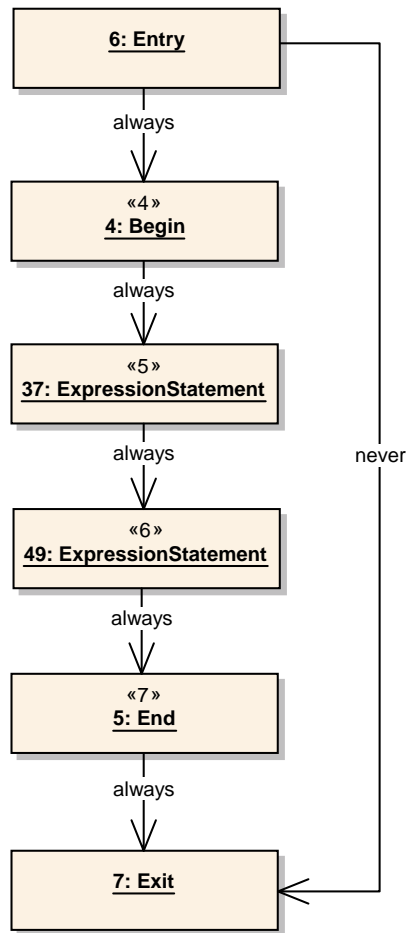 6: Entry
always
«4»
4: Begin
always
«5»
37: ExpressionStatement
always
never
«6»
49: ExpressionStatement
always
«7»
5: End
always
7: Exit